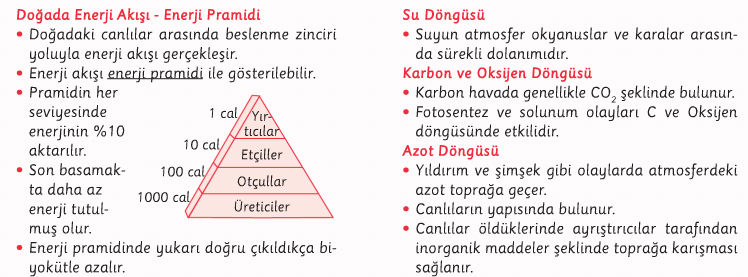 Doğada Enerji Akışı - Enerji Pramidi
• Doğadaki canlılar arasında beslenme zinciri
yoluyla enerji akışı gerçekleşir.
• Enerji akışı enerji pramidi ile gösterilebilir.
• Pramidin her
seviyesinde
enerjinin %10
aktarılır.
• Son basamak-
ta daha az
enerji tutul-
muş olur.
1 cal
Yır-
tıcılar
10 cal
Etçiller
100 cal
Otçullar
1000 cal
Üreticiler
• Enerji pramidinde yukarı doğru çıkıldıkça bi-
yokütle azalır.
Su Döngüsü
• Suyun atmosfer okyanuslar ve karalar arasın-
da sürekli dolanımıdır.
Karbon ve Oksijen Döngüsü
• Karbon havada genellikle CO₂ şeklinde bulunur.
• Fotosentez ve solunum olayları C ve Oksijen
döngüsünde etkilidir.
Azot Döngüsü
• Yıldırım ve şimşek gibi olaylarda atmosferdeki
azot toprağa geçer.
• Canlıların yapısında bulunur.
• Canlılar öldüklerinde ayrıştırıcılar tarafından
inorganik maddeler şeklinde toprağa karışması
sağlanır.